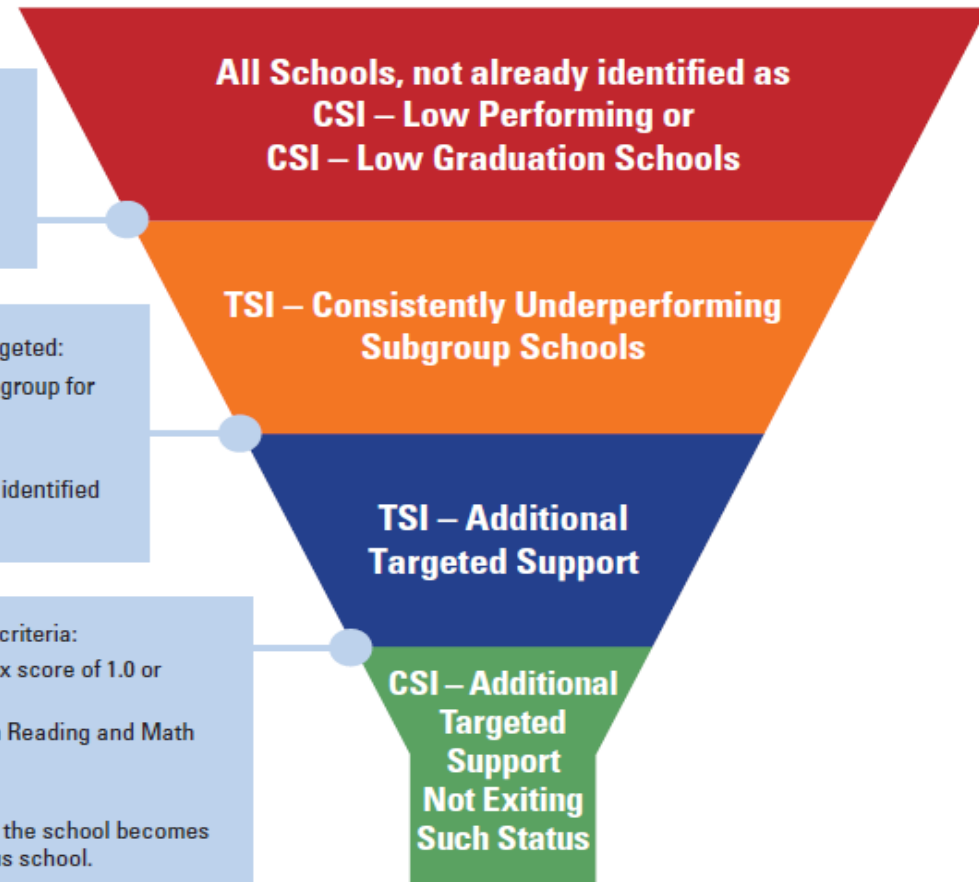 All Schools, not already identified as
CSI – Low Performing or
CSI – Low Graduation Schools
TSI – Consistently Underperforming
Subgroup Schools
geted:
group for
identified
TSI – Additional
Targeted Support
criteria:
x score of 1.0 or
Reading and Math
the school becomes
us school.
CSI – Additional
Targeted
Support
Not Exiting
Such Status